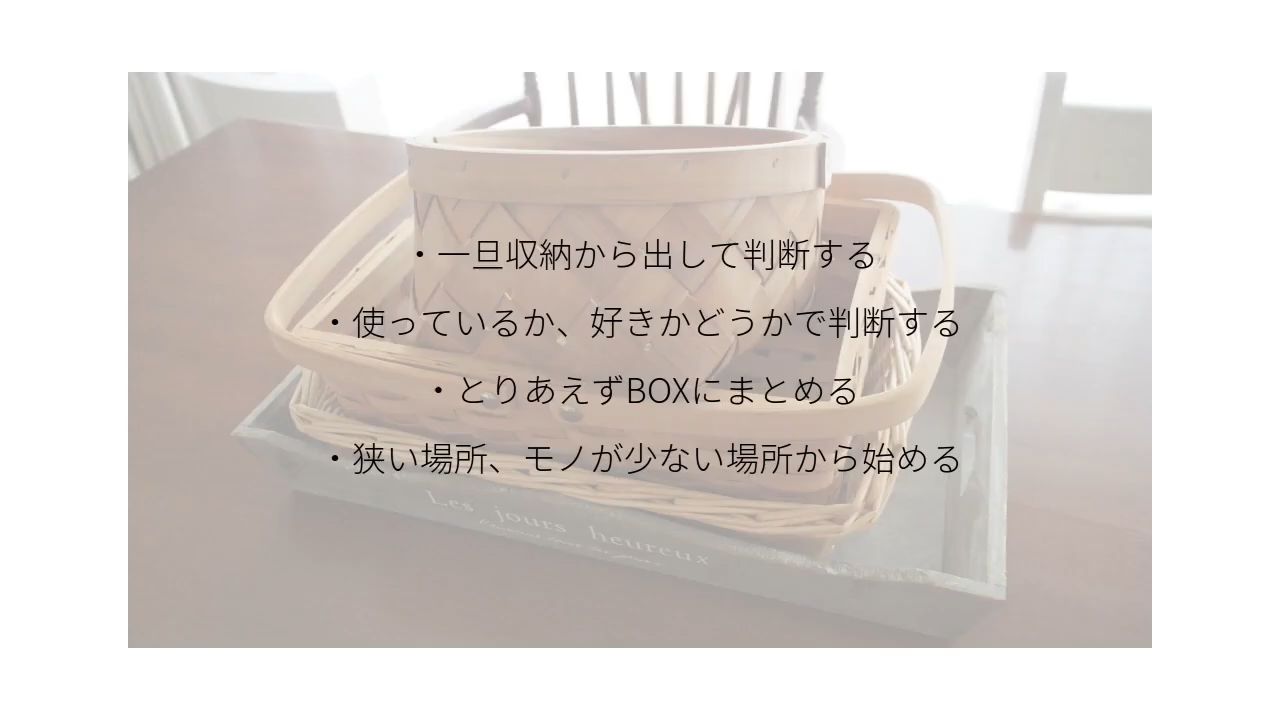 ・一旦収納から出して判断する
・使っているか、好きかどうかで判断する
・とりあえずBOXにまとめる
・狭い場所、モノが少ない場所から始める
Les jours heureux